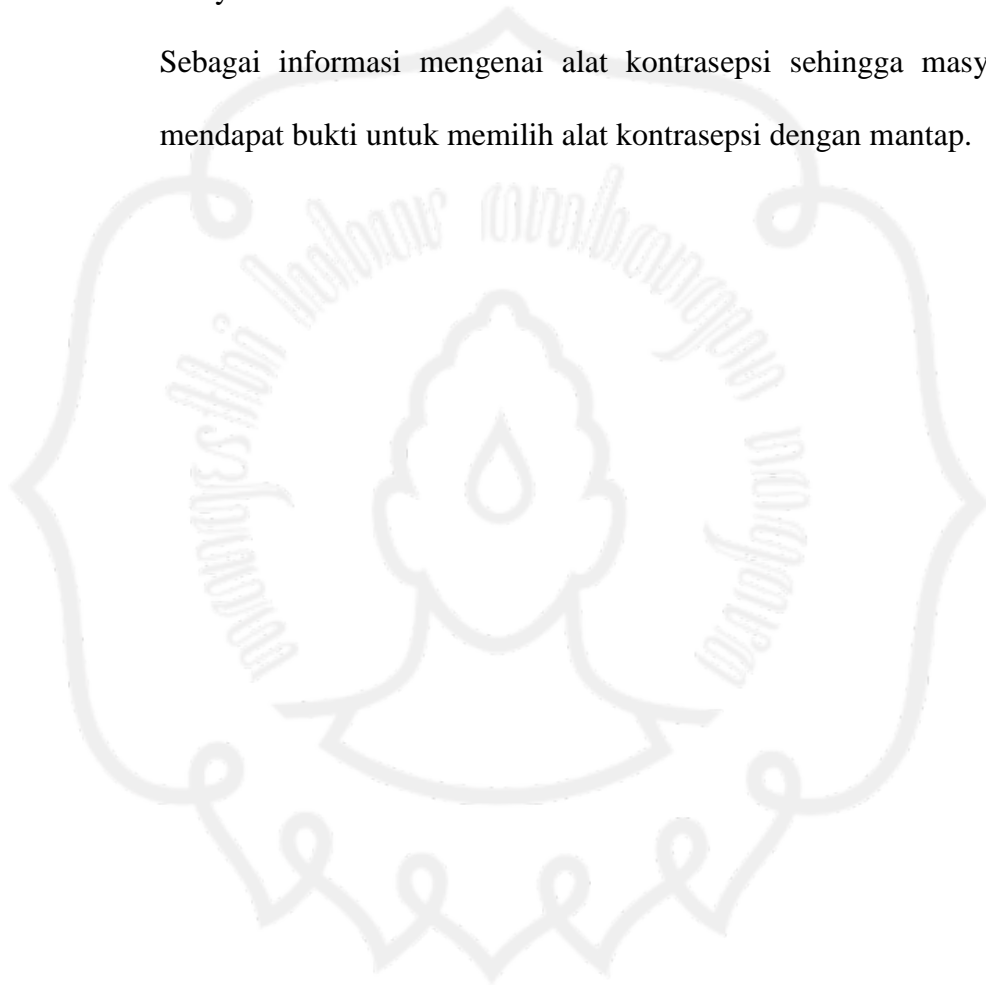 Sebagai informasi mengenai alat kontrasepsi sehingga masy
mendapat bukti untuk memilih alat kontrasepsi dengan mantap.